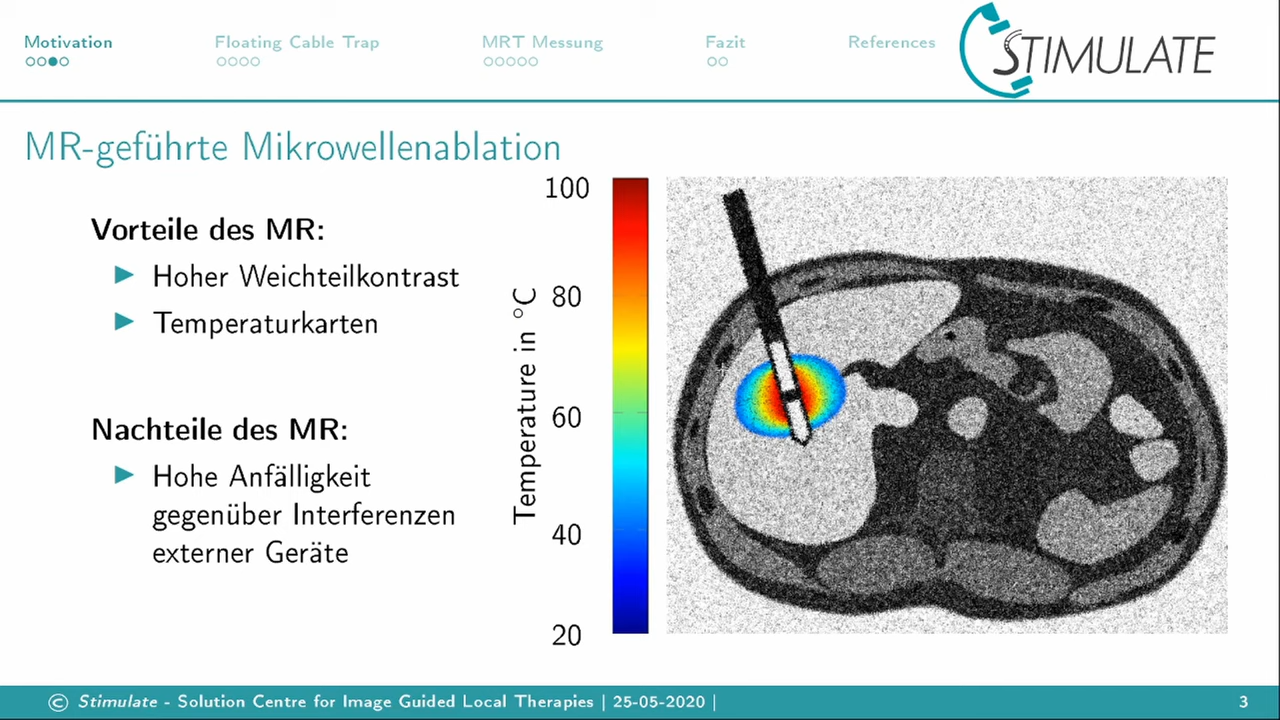 Motivation
Floating Cable Trap
MRT Messung
Fazit
References
STIMULATE
MR-geführte Mikrowellenablation
Vorteile des MR:
Hoher Weichteilkontrast
Temperaturkarten
Nachteile des MR:
Hohe Anfälligkeit
gegenüber Interferenzen
externer Geräte
Temperature in °C
100
80
60
40
20
© Stimulate - Solution Centre for Image Guided Local Therapies | 25-05-2020 |
3